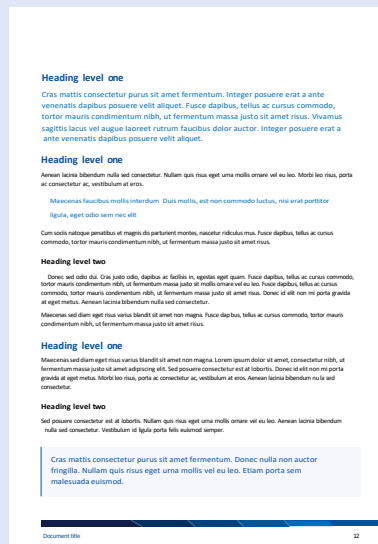 Heading level one
Cras mattis consectetur purus sit amet fermentum. Integer posuere erat a ante
venenatis dapibus posuere velit aliquet. Fusce dapibus, tellus ac cursus commodo,
tortor mauris condimentum nibh, ut fermentum massa justo sit amet risus. Vivamus
sagittis lacus vel augue laoreet rutrum faucibus dolor auctor. Integer posuere erat a
ante venenatis dapibus posuere velit aliquet.
Heading level one
Aenean lacinia bibendum nulla sed consectetur. Nullam quis risus eget urna mollis ornare vel eu leo. Morbi leo risus, porta
ac consectetur ac, vestibulum at eros.
Maecenas faucibus mollis interdum Duis mollis, est non commodo luctus, nisi erat porttitor
ligula, eget odio sem nec elit
Cum sociis natoque penatibus et magnis dis parturient montes, nascetur ridiculus mus. Fusce dapibus, tellus ac cursus
commodo, tortor mauris condimentum nibh, ut fermentum massa justo sit amet risus.
Heading level two
Donec sed odio dui. Cras justo odio, dapibus ac facilisis in, egestas eget quam. Fusce dapibus, tellus ac cursus commodo,
tortor mauris condimentum nibh, ut fermentum massa justo sit mollis ornare vel eu leo. Fusce dapibus, tellus ac cursus
commodo, tortor mauris condimentum nibh, ut fermentum massa justo sit amet risus. Donec id elit non mi porta gravida
at eget metus. Aenean lacinia bibendum nulla sed consectetur.
Maecenas sed diam eget risus varius blandit sit amet non magna. Fusce dapibus, tellus ac cursus commodo, tortor mauris
condimentum nibh, ut fermentum massa justo sit amet risus.
Heading level one
Maecenas sed diam eget risus varius blandit sit amet non magna. Lorem ipsum dolor sit amet, consectetur nibh, ut
fermentum massa justo sit amet adipiscing elit. Sed posuere consectetur est at lobortis. Donec id elit non mi porta
gravida at eget metus. Morbi leo risus, porta ac consectetur ac, vestibulum at eros. Aenean lacinia bibendum nulla sed
consectetur.
Heading level two
Sed posuere consectetur est at lobortis. Nullam quis risus eget urna mollis ornare vel eu leo. Aenean lacinia bibendum
nulla sed consectetur. Vestibulum id ligula porta felis euismod semper.
Cras mattis consectetur purus sit amet fermentum. Donec nulla non auctor
fringilla. Nullam quis risus eget urna mollis vel eu leo. Etiam porta sem
malesuada euismod.
Document title 12